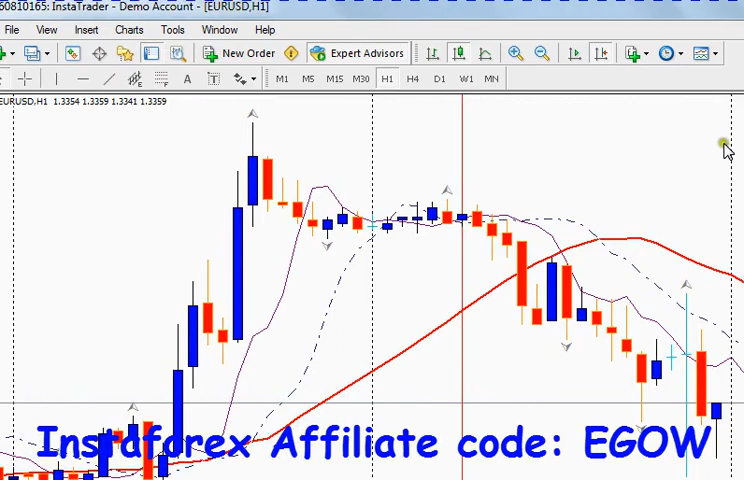 60810165: InstaTrader - Demo Account - [EURUSD,H1]
File View Insert Charts Tools Window Help
New Order Expert Advisors
A T M1 M5 M15 M30 H1 H4 D1 W1 MN
EURUSD,H1 1.3354 1.3359 1.3341 1.3359
Instaforex Affiliate code: EGOW